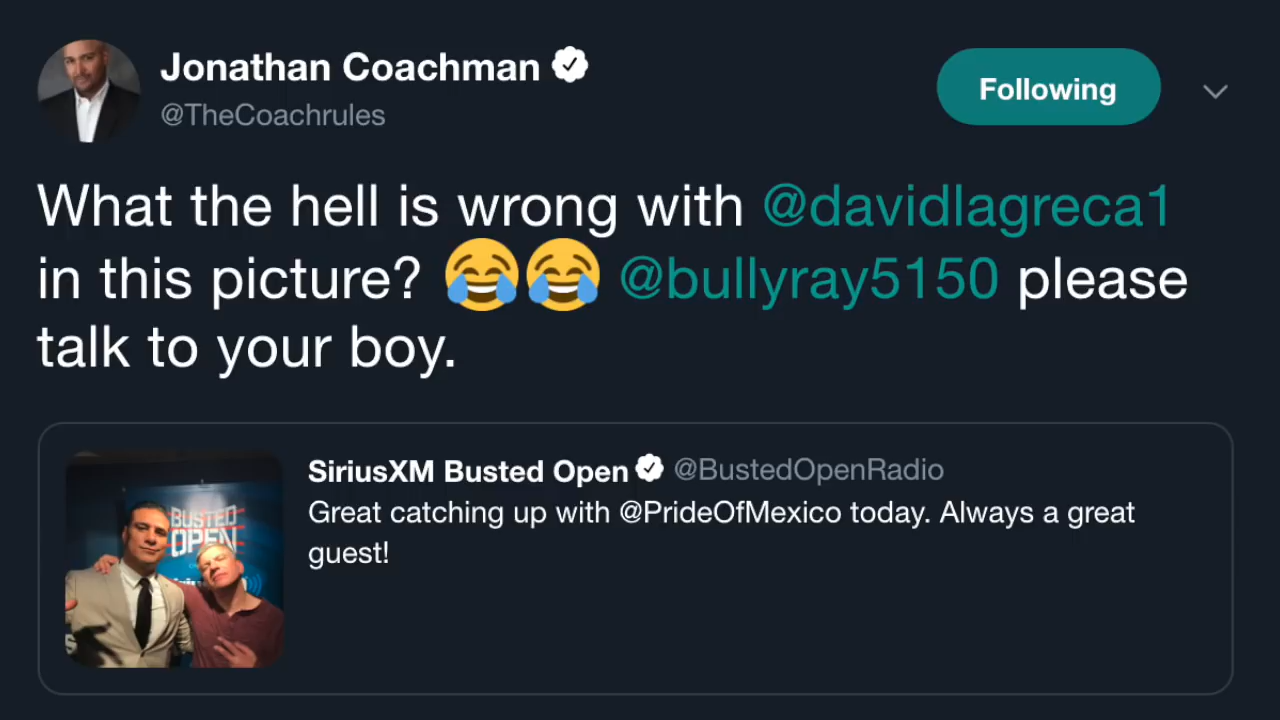 Jonathan Coachman
@TheCoachrules
Following
What the hell is wrong with @davidlagreca1
in this picture? 😂😂 @bullyray5150 please
talk to your boy.
SiriusXM Busted Open @BustedOpenRadio
Great catching up with @PrideOfMexico today. Always a great
guest!
BUSTED
OPEN